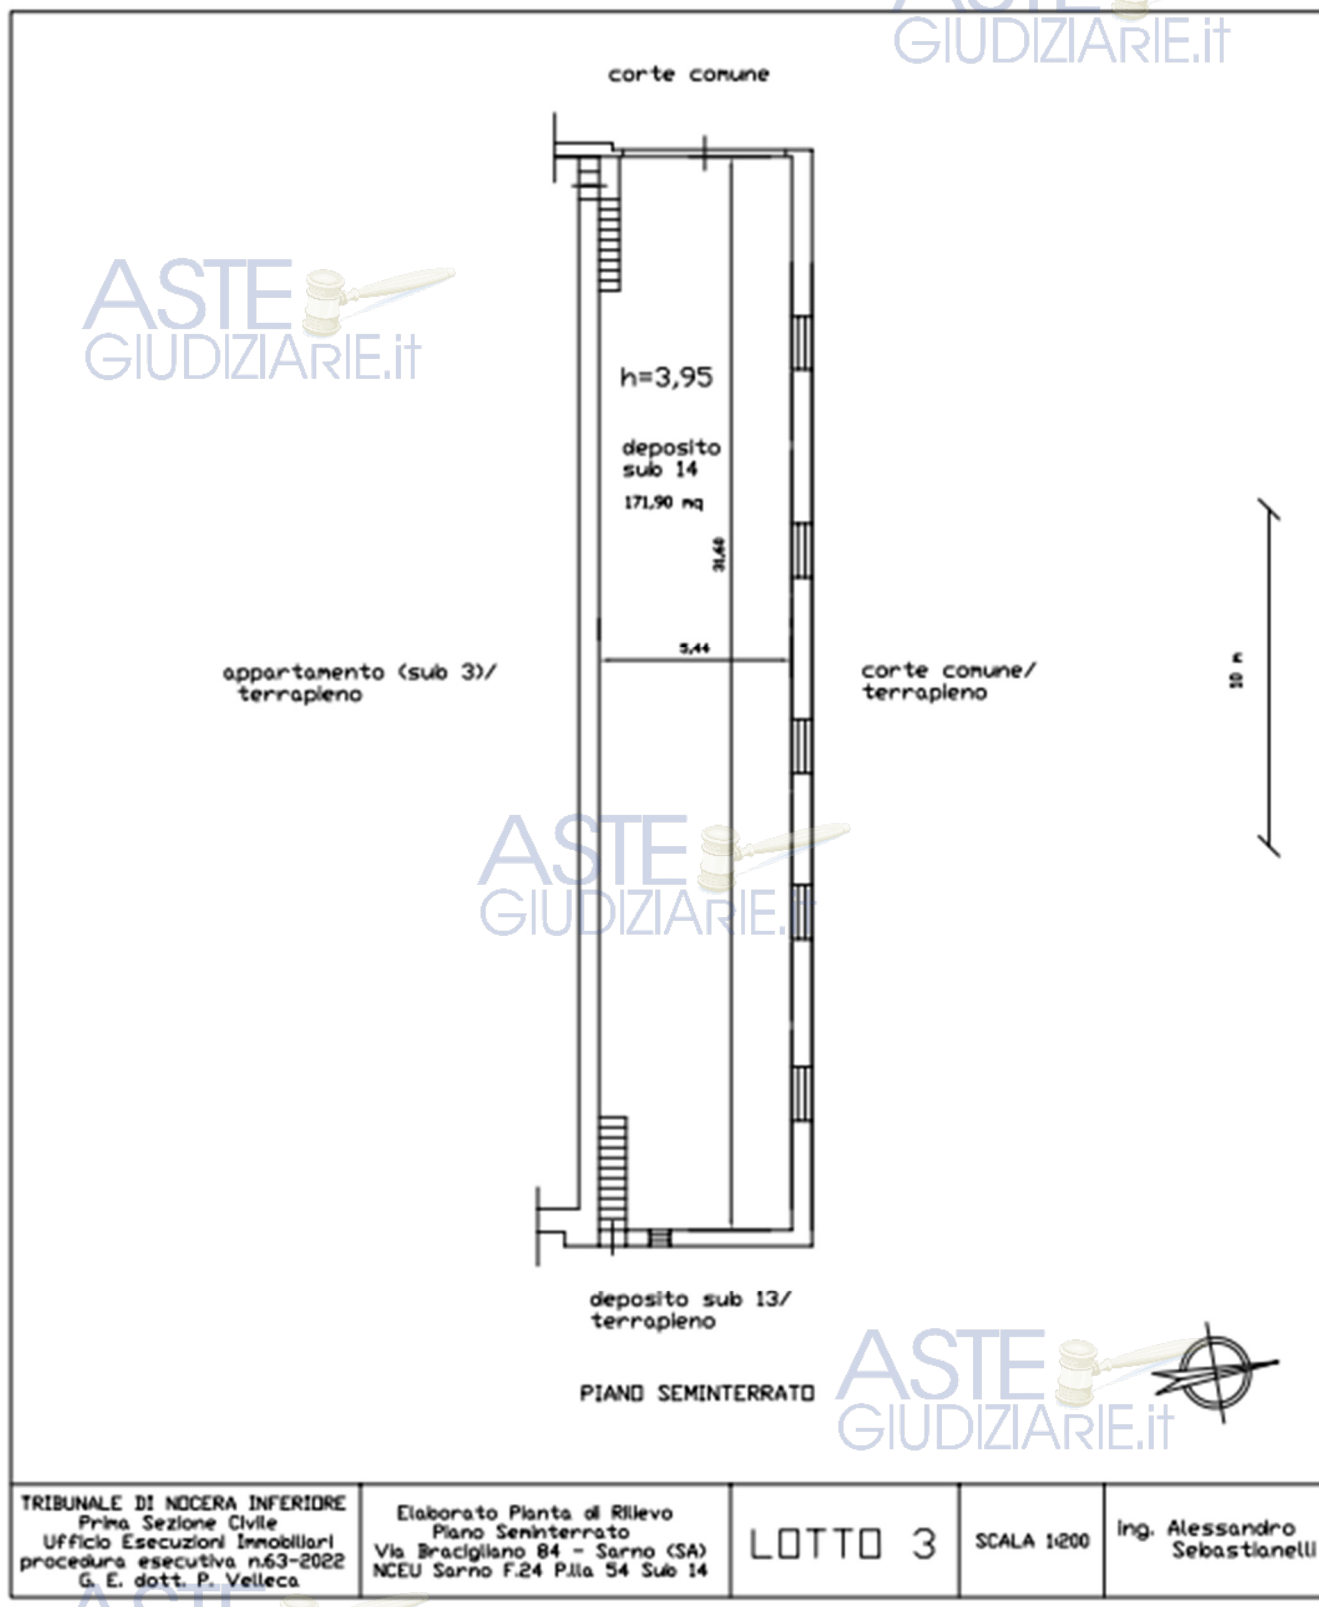 ASTE
GIUDIZIARIE.it
corte comune
ASTE
GIUDIZIARIE.it
h=3,95
deposito
sub 14
171,90 mq
31,60
5,44
appartamento (sub 3)/
terrapieno
corte comune/
terrapieno
10 m
ASTE
GIUDIZIARIE.it
deposito sub 13/
terrapieno
PIANO SEMINTERRATO
ASTE
GIUDIZIARIE.it
TRIBUNALE DI NOCERA INFERIORE
Prima Sezione Civile
Ufficio Esecuzioni Immobiliari
procedura esecutiva n.63-2022
G. E. dott. P. Velleca
Elaborato Pianta di Rilievo
Piano Seminterrato
Via Bracigliano 84 - Sarno (SA)
NCEU Sarno F.24 P.lla 54 Sub 14
LOTTO 3
SCALA 1:200
Ing. Alessandro
Sebastianelli
ASTE